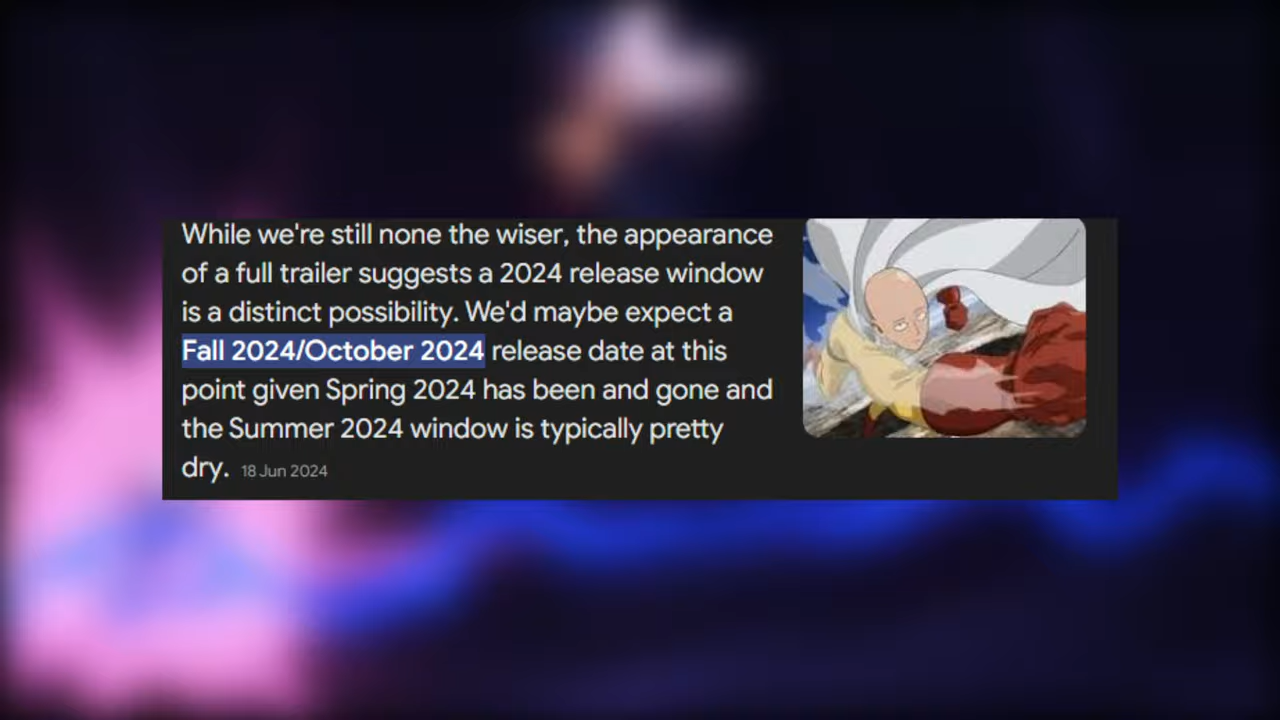 While we're still none the wiser, the appearance
of a full trailer suggests a 2024 release window
is a distinct possibility. We'd maybe expect a
Fall 2024/October 2024 release date at this
point given Spring 2024 has been and gone and
the Summer 2024 window is typically pretty
dry. 18 Jun 2024